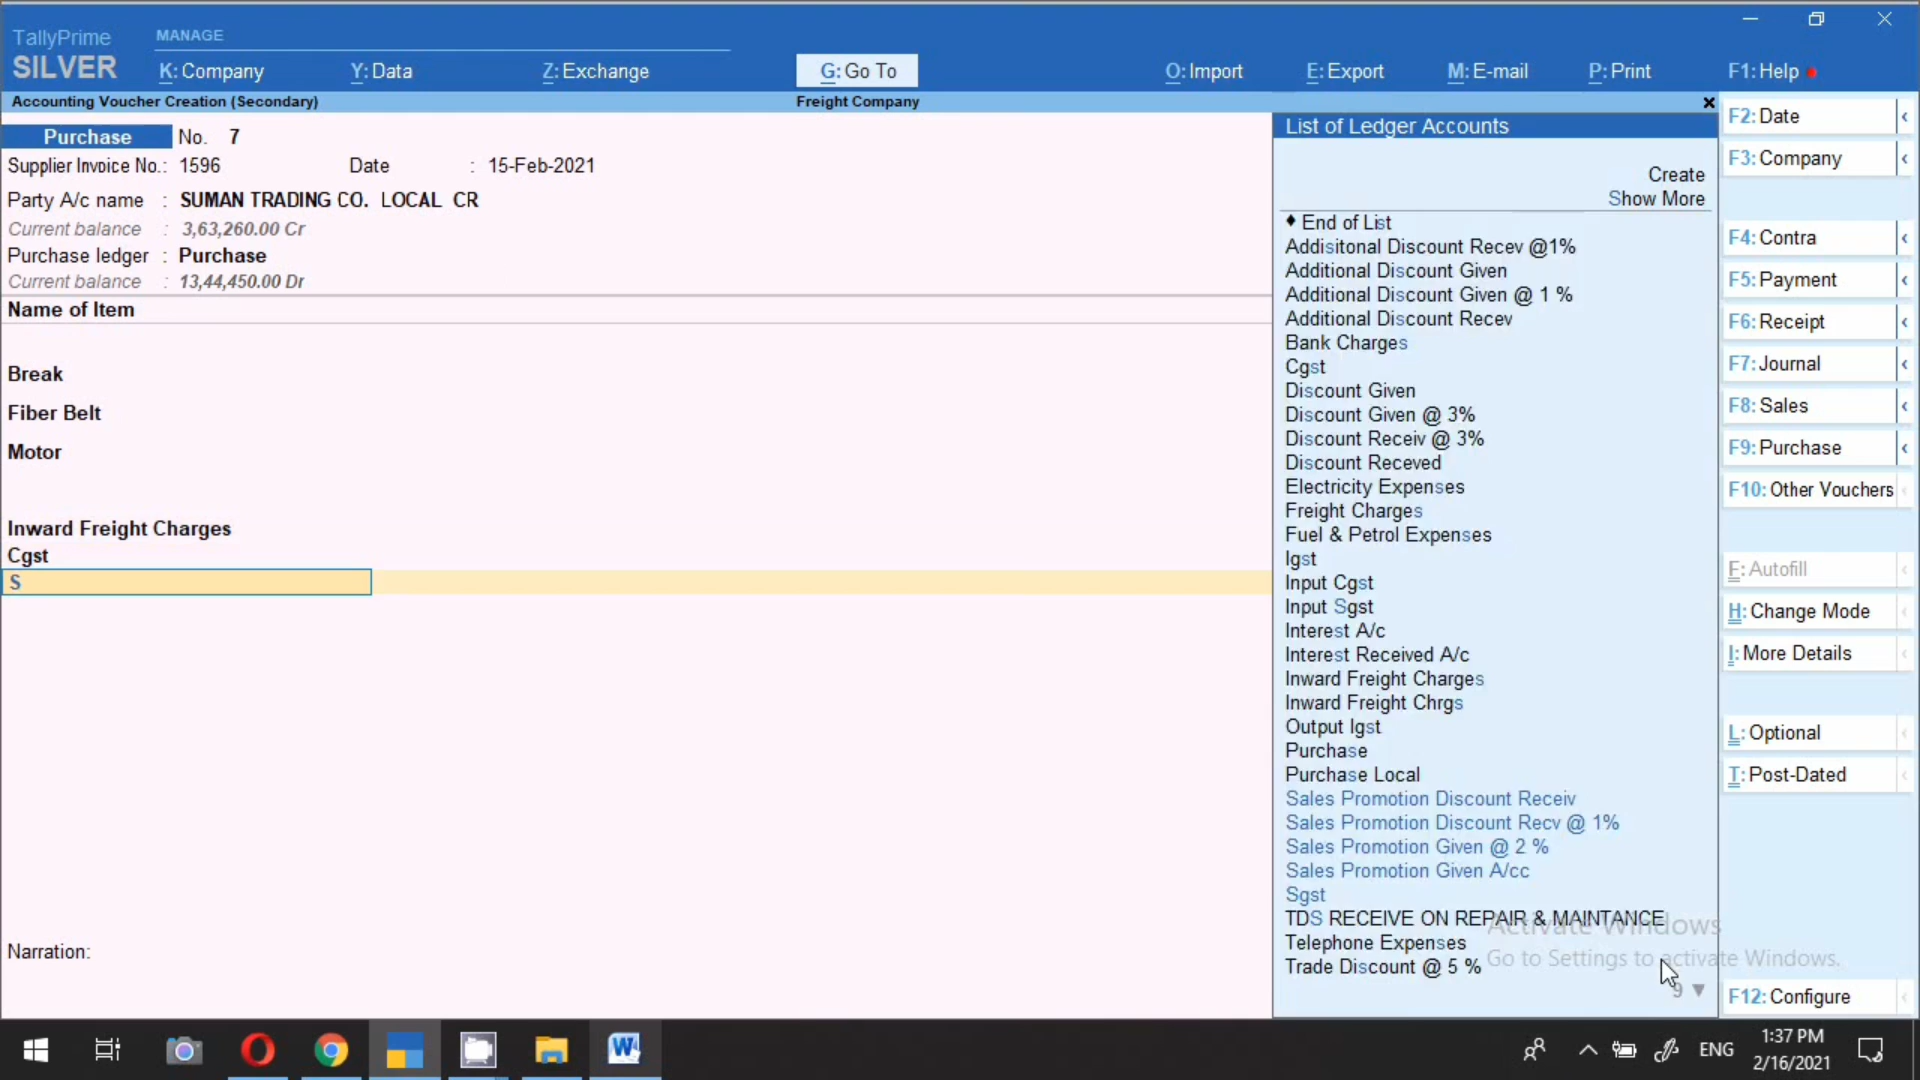 TallyPrime
SILVER
MANAGE
K: Company
Y: Data
Z: Exchange
G: Go To
O: Import
E: Export
M: E-mail
P: Print
F1: Help
Accounting Voucher Creation (Secondary)
Freight Company
Purchase No. 7
Supplier Invoice No.: 1596 Date : 15-Feb-2021
Party A/c name : SUMAN TRADING CO. LOCAL CR
Current balance : 3,63,260.00 Cr
Purchase ledger : Purchase
Current balance : 13,44,450.00 Dr
Name of Item
Break
Fiber Belt
Motor
Inward Freight Charges
Cgst
S
Narration:
List of Ledger Accounts
Create
Show More
♦ End of List
Addisitonal Discount Recev @1%
Additional Discount Given
Additional Discount Given @ 1 %
Additional Discount Recev
Bank Charges
Cgst
Discount Given
Discount Given @ 3%
Discount Receiv @ 3%
Discount Receved
Electricity Expenses
Freight Charges
Fuel & Petrol Expenses
Igst
Input Cgst
Input Sgst
Interest A/c
Interest Received A/c
Inward Freight Charges
Inward Freight Chrgs
Output Igst
Purchase
Purchase Local
Sales Promotion Discount Receiv
Sales Promotion Discount Recv @ 1%
Sales Promotion Given @ 2 %
Sales Promotion Given A/cc
Sgst
TDS RECEIVE ON REPAIR & MAINTANCE
Telephone Expenses
Trade Discount @ 5 %
9 ▼
Activate Windows
Go to Settings to activate Windows.
F2: Date
F3: Company
F4: Contra
F5: Payment
F6: Receipt
F7: Journal
F8: Sales
F9: Purchase
F10: Other Vouchers
F: Autofill
H: Change Mode
I: More Details
L: Optional
T: Post-Dated
F12: Configure
ENG
1:37 PM
2/16/2021